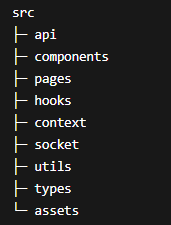 src
├─ api
├─ components
├─ pages
├─ hooks
├─ context
├─ socket
├─ utils
├─ types
└─ assets